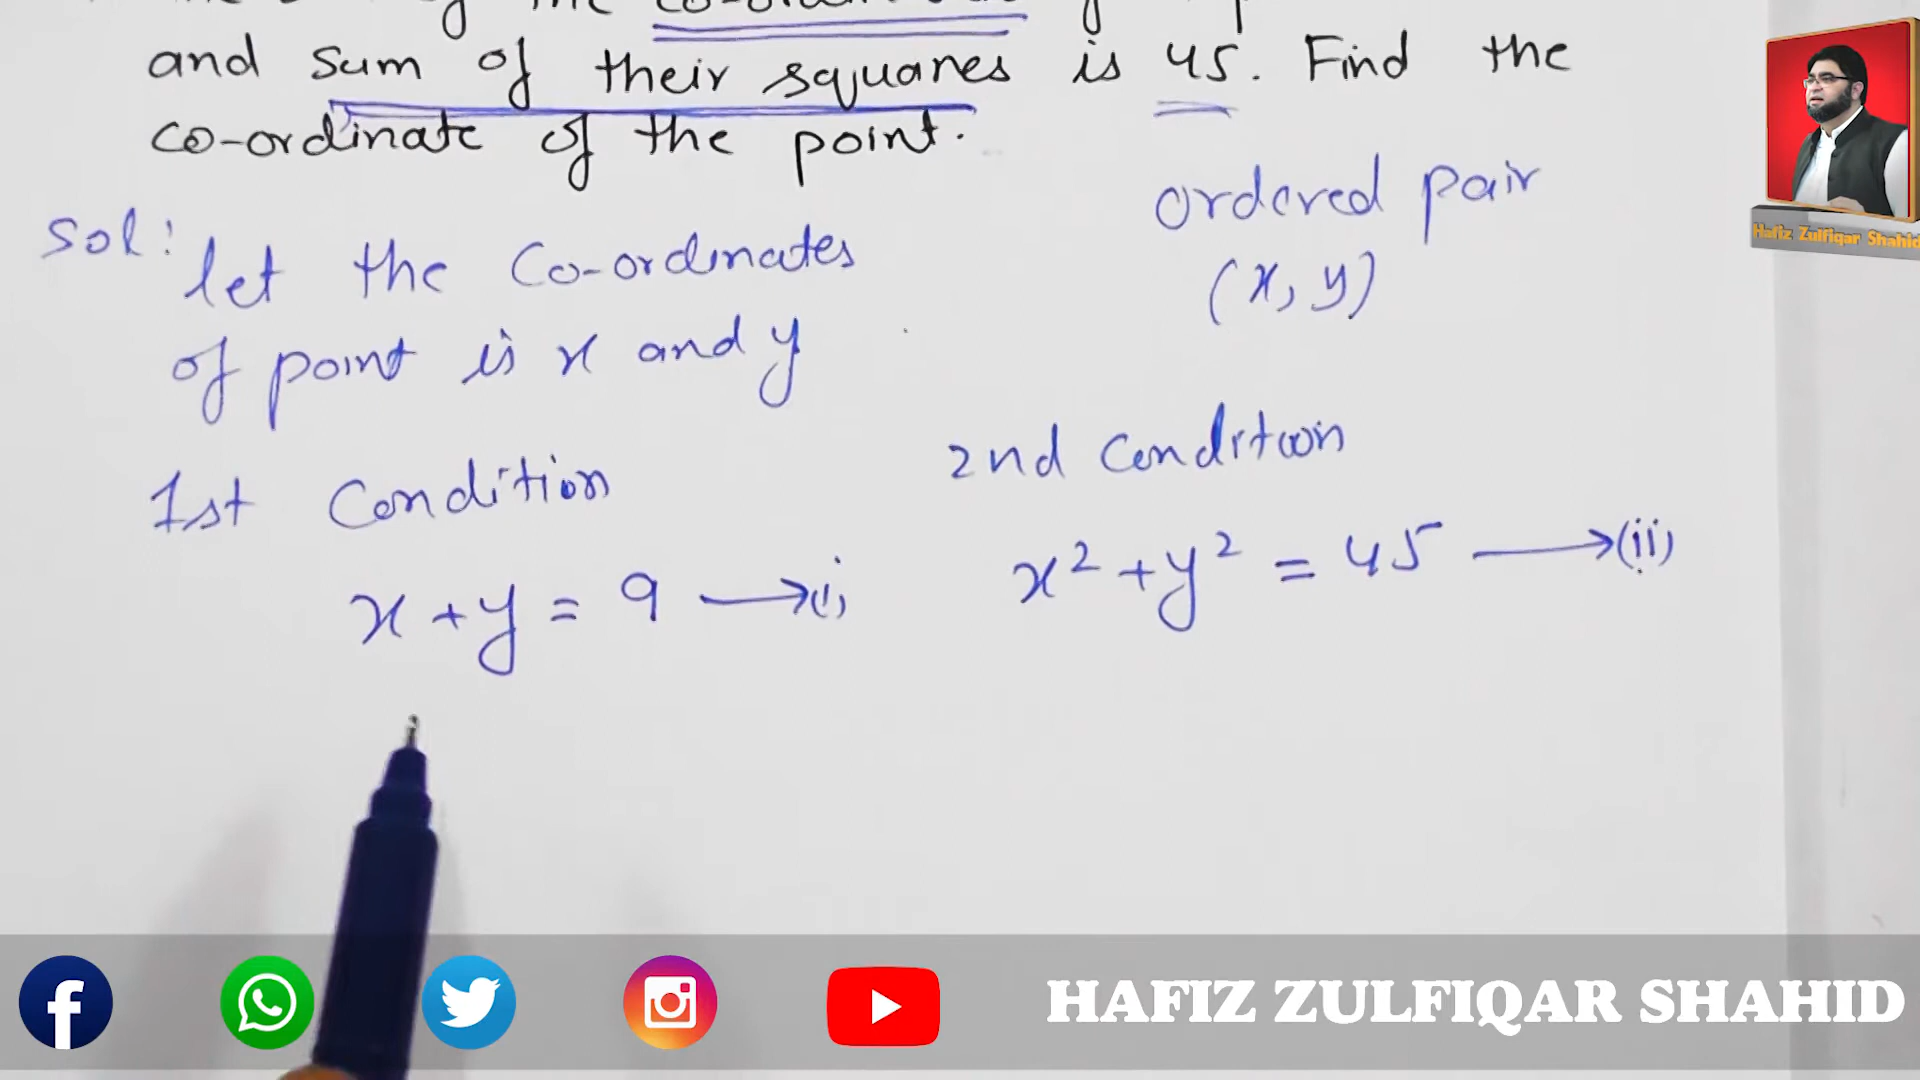 and sum of their squares is 45. Find the
co-ordinate of the point.
Sol: let the Co-ordinates
of point is x and y
ordered pair
(x, y)
1st Condition
x + y = 9 ⟶(i)
2nd Condition
x² + y² = 45 ⟶(ii)
Hafiz Zulfiqar Shahid
HAFIZ ZULFIQAR SHAHID